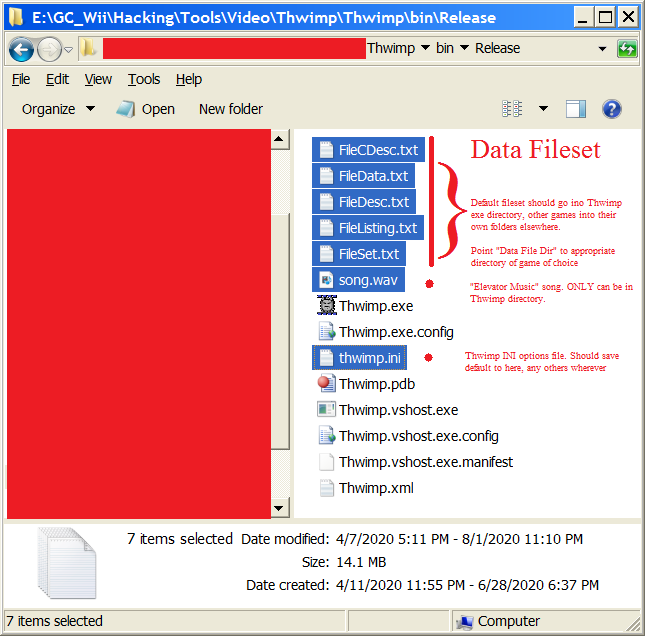 E:\GC_Wii\Hacking\Tools\Video\Thwimp\Thwimp\bin\Release
Thwimp bin Release
File Edit View Tools Help
Organize Open New folder
FileCDesc.txt
FileData.txt
FileDesc.txt
FileListing.txt
FileSet.txt
song.wav
Thwimp.exe
Thwimp.exe.config
thwimp.ini
Thwimp.pdb
Thwimp.vshost.exe
Thwimp.vshost.exe.config
Thwimp.vshost.exe.manifest
Thwimp.xml
Data Fileset
Default fileset should go ino Thwimp
exe directory, other games into their
own folders elsewhere.
Point "Data File Dir" to appropriate
directory of game of choice
"Elevator Music" song. ONLY can be in
Thwimp directory.
Thwimp INI options file. Should save
default to here, any others wherever
7 items selected Date modified: 4/7/2020 5:11 PM - 8/1/2020 11:10 PM
Size: 14.1 MB
Date created: 4/11/2020 11:55 PM - 6/28/2020 6:37 PM
7 items selected Computer